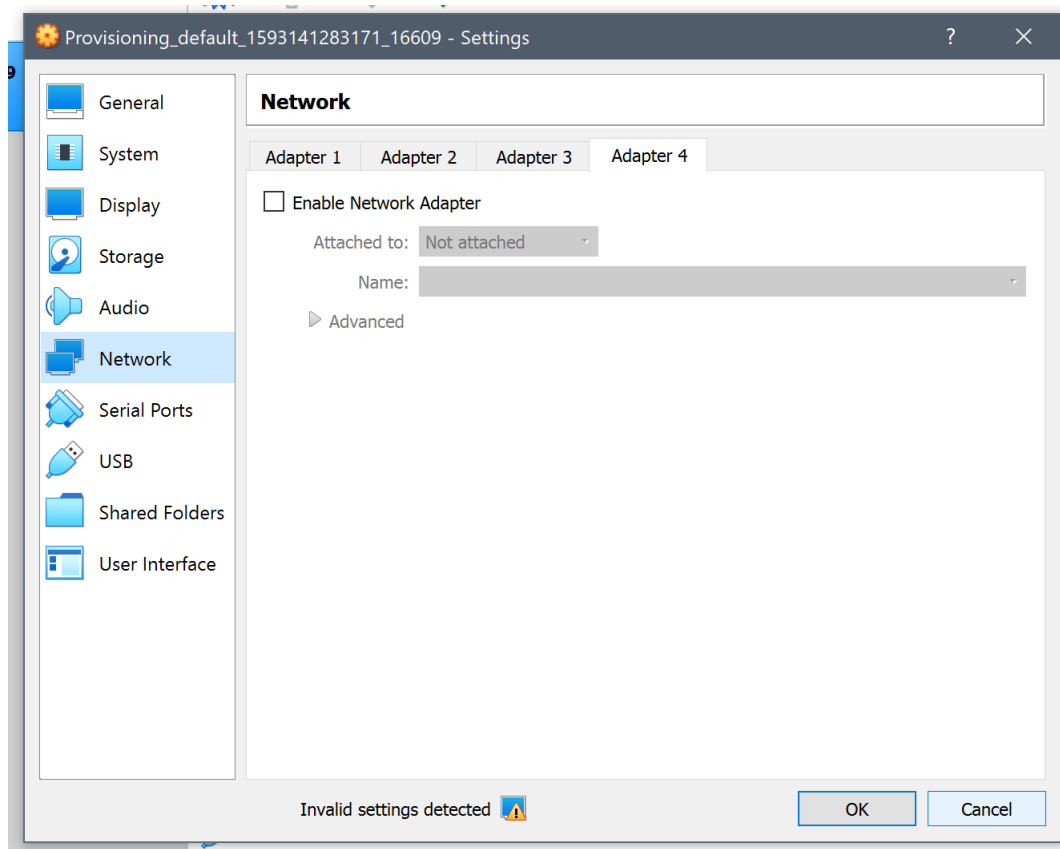 Provisioning_default_1593141283171_16609 - Settings ?
General
System
Display
Storage
Audio
Network
Serial Ports
USB
Shared Folders
User Interface
Network
Adapter 1 Adapter 2 Adapter 3 Adapter 4
Enable Network Adapter
Attached to: Not attached
Name:
Advanced
Invalid settings detected
OK Cancel